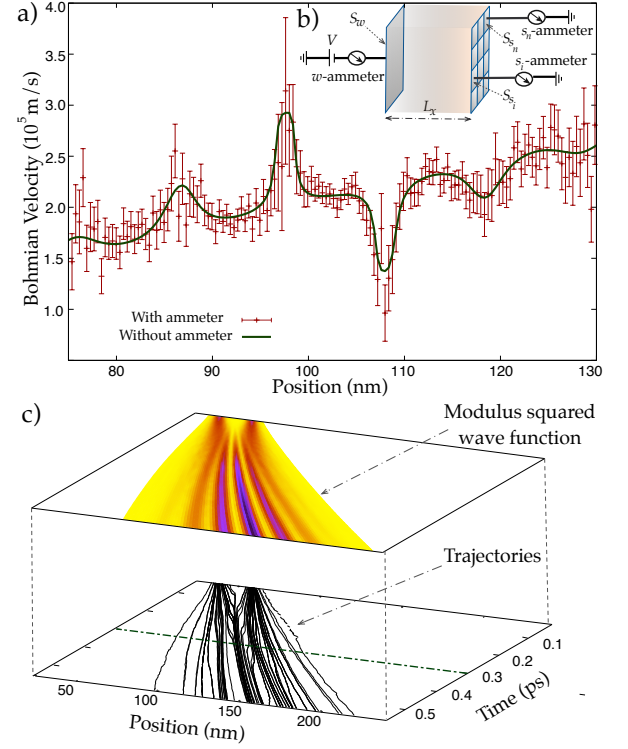 a)
Bohmian Velocity (10⁵ m/s)
4.0
3.5
3.0
2.5
2.0
1.5
1.0
80
90
100
110
120
130
Position (nm)
With ammeter
Without ammeter
b)
S_w
V
w-ammeter
L_x
s_n-ammeter
S_{s_n}
s_i-ammeter
S_{s_i}
c)
Modulus squared
wave function
Trajectories
50
100
150
200
Position (nm)
0.1
0.2
0.3
0.4
0.5
Time (ps)